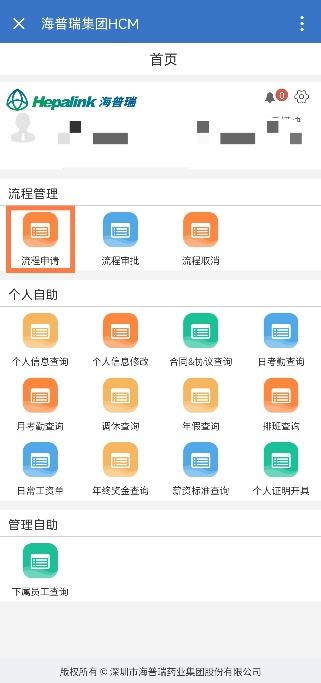 海普瑞集团HCM
首页
Hepalink 海普瑞
0
流程管理
流程申请 流程审批 流程取消
个人自助
个人信息查询 个人信息修改 合同&协议查询 日考勤查询
月考勤查询 调休查询 年假查询 排班查询
日常工资单 年终奖金查询 薪资标准查询 个人证明开具
管理自助
下属员工查询
版权所有 © 深圳市海普瑞药业集团股份有限公司